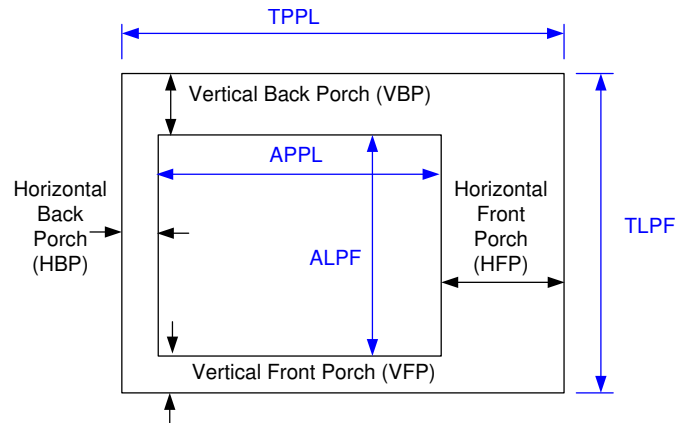 TPPL
Vertical Back Porch (VBP)
APPL
Horizontal
Back
Porch
(HBP)
Horizontal
Front
Porch
(HFP)
TLPF
ALPF
Vertical Front Porch (VFP)